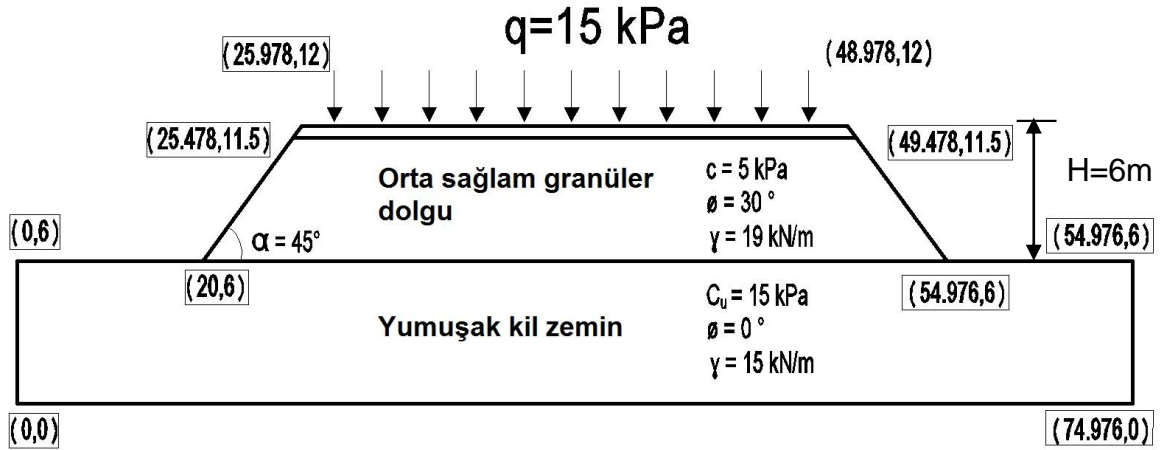 q=15 kPa
(25.978,12)
(48.978,12)
(25.478,11.5)
(49.478,11.5)
Orta sağlam granüler
dolgu
c = 5 kPa
ø = 30 °
γ = 19 kN/m
H=6m
(0,6)
α = 45°
(54.976,6)
(20,6)
(54.976,6)
Yumuşak kil zemin
Cu = 15 kPa
ø = 0 °
γ = 15 kN/m
(0,0)
(74.976,0)